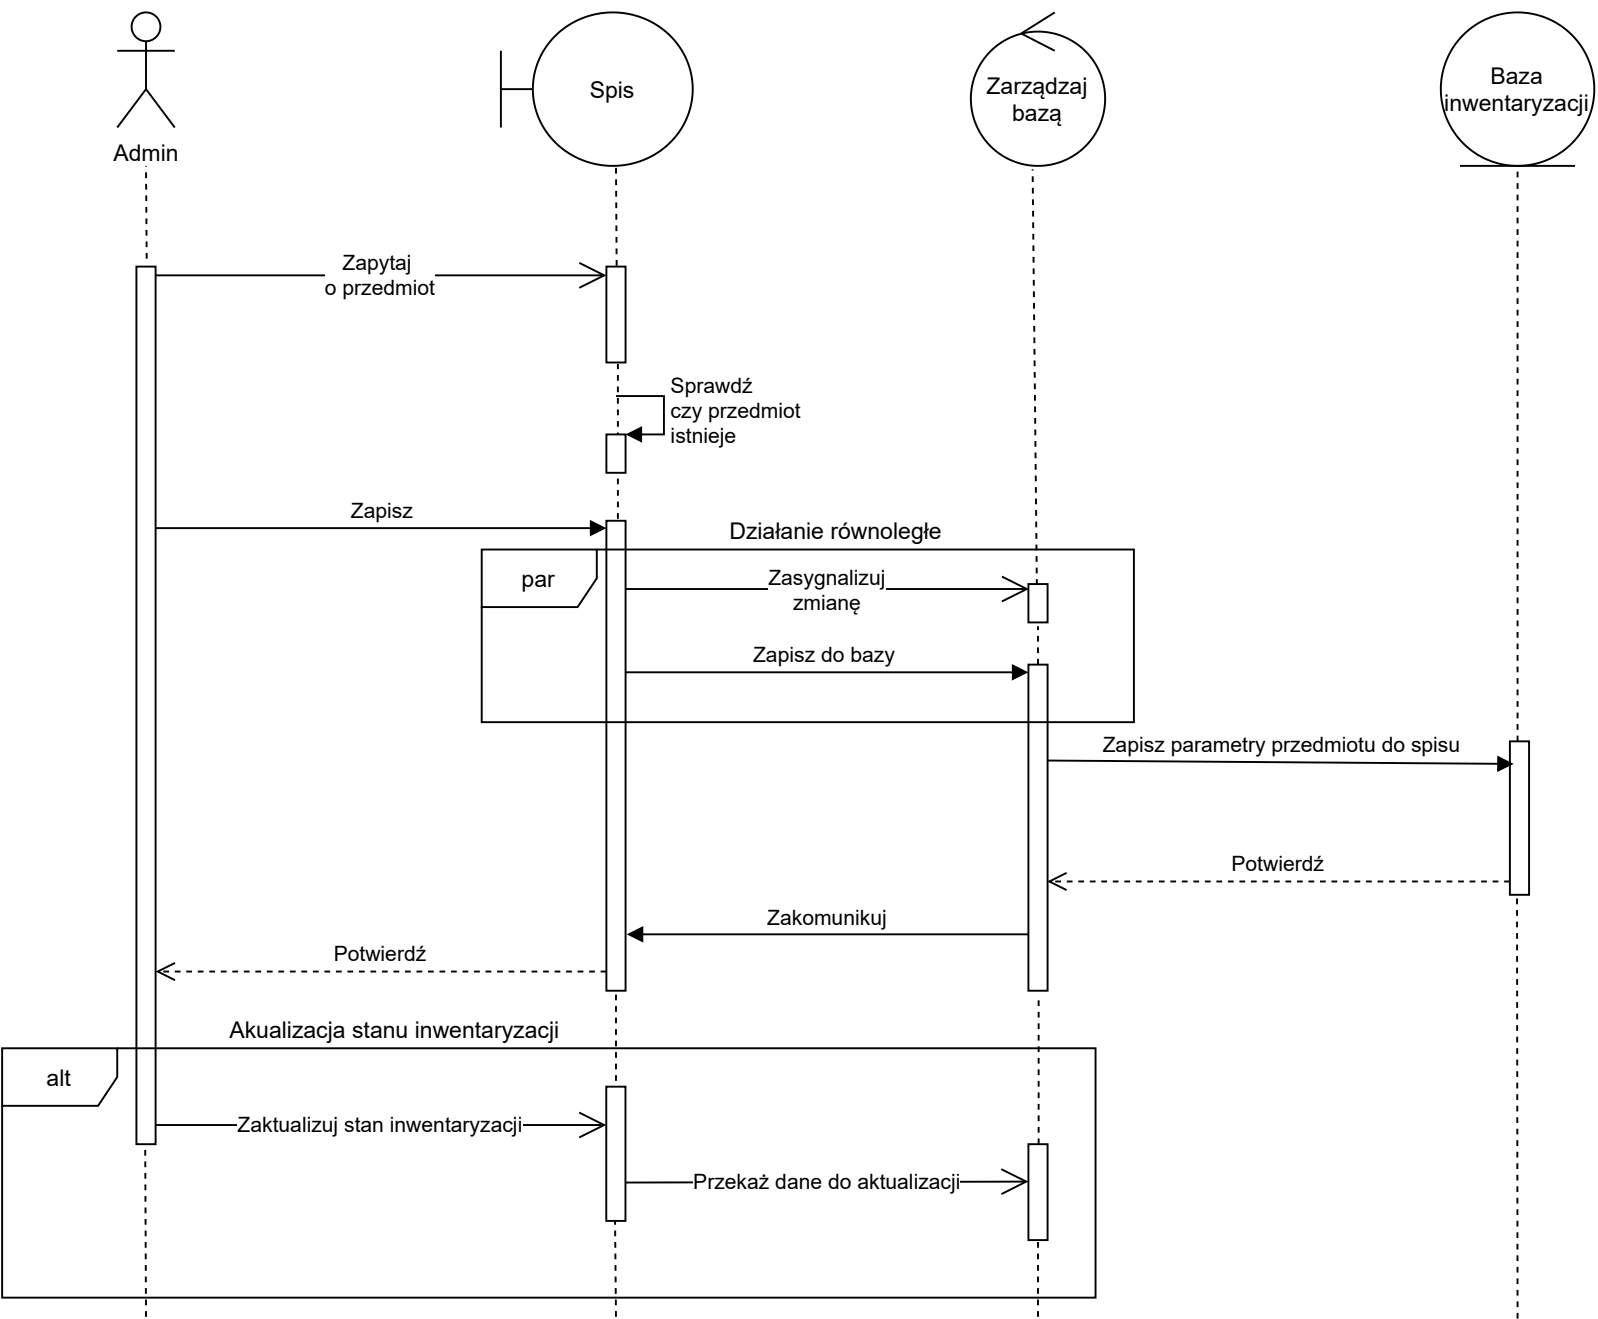 Admin
Spis
Zarządzaj
bazą
Baza
inwentaryzacji
Zapytaj
o przedmiot
Sprawdź
czy przedmiot
istnieje
Zapisz
Działanie równoległe
par
Zasygnalizuj
zmianę
Zapisz do bazy
Zapisz parametry przedmiotu do spisu
Potwierdź
Zakomunikuj
Potwierdź
Akualizacja stanu inwentaryzacji
alt
Zaktualizuj stan inwentaryzacji
Przekaż dane do aktualizacji